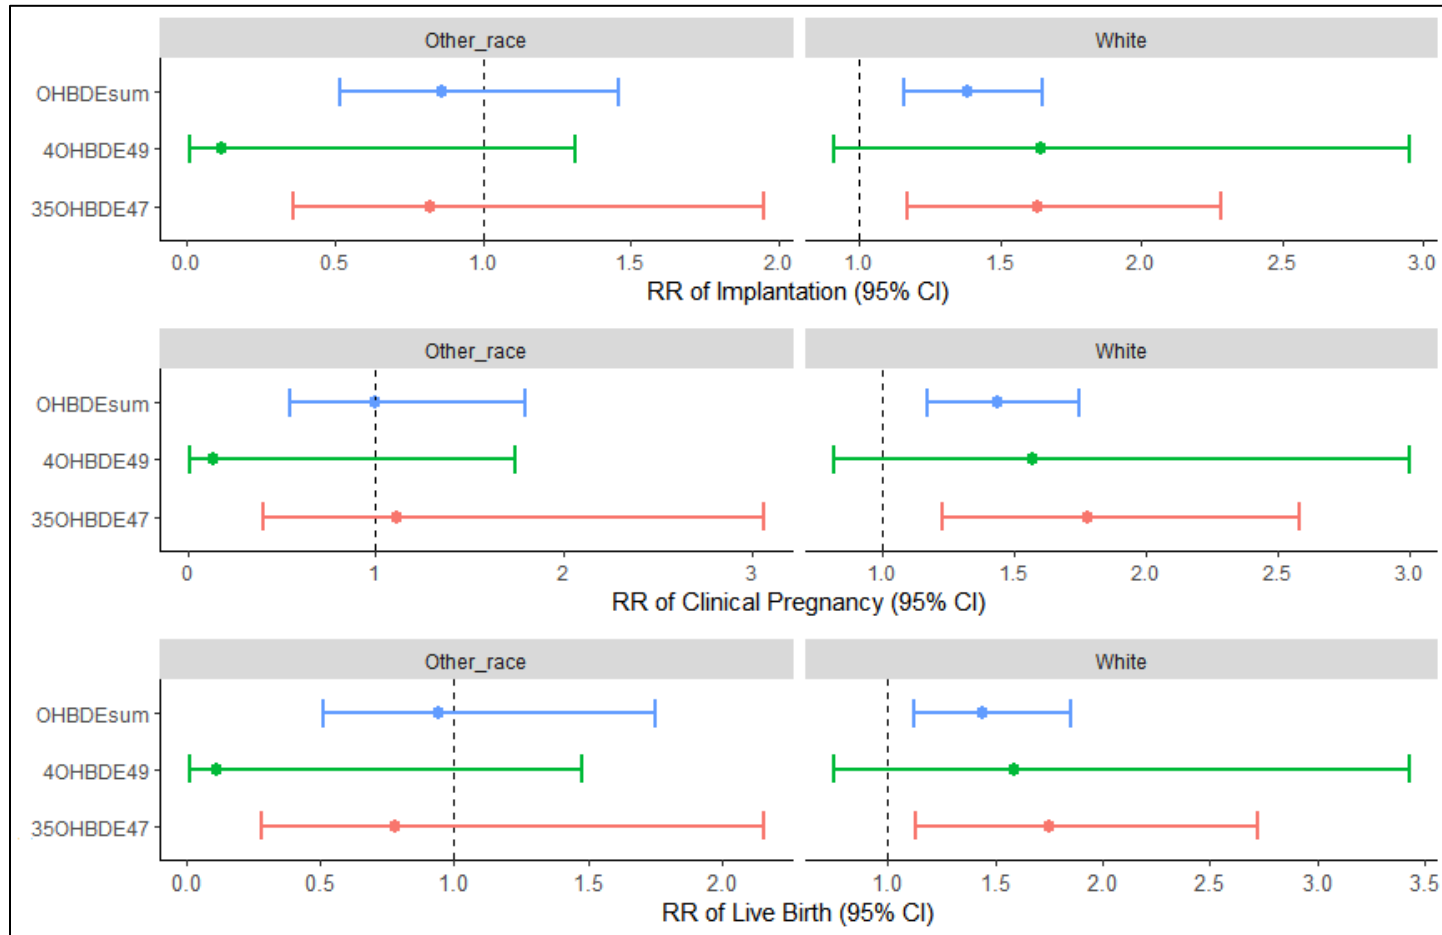 Other_race White
OHBDEsum
4OHBDE49
35OHBDE47
0.0 0.5 1.0 1.5 2.0 1.0 1.5 2.0 2.5 3.0
RR of Implantation (95% CI)
Other_race White
OHBDEsum
4OHBDE49
35OHBDE47
0 1 2 3 1.0 1.5 2.0 2.5 3.0
RR of Clinical Pregnancy (95% CI)
Other_race White
OHBDEsum
4OHBDE49
35OHBDE47
0.0 0.5 1.0 1.5 2.0 1.0 1.5 2.0 2.5 3.0 3.5
RR of Live Birth (95% CI)